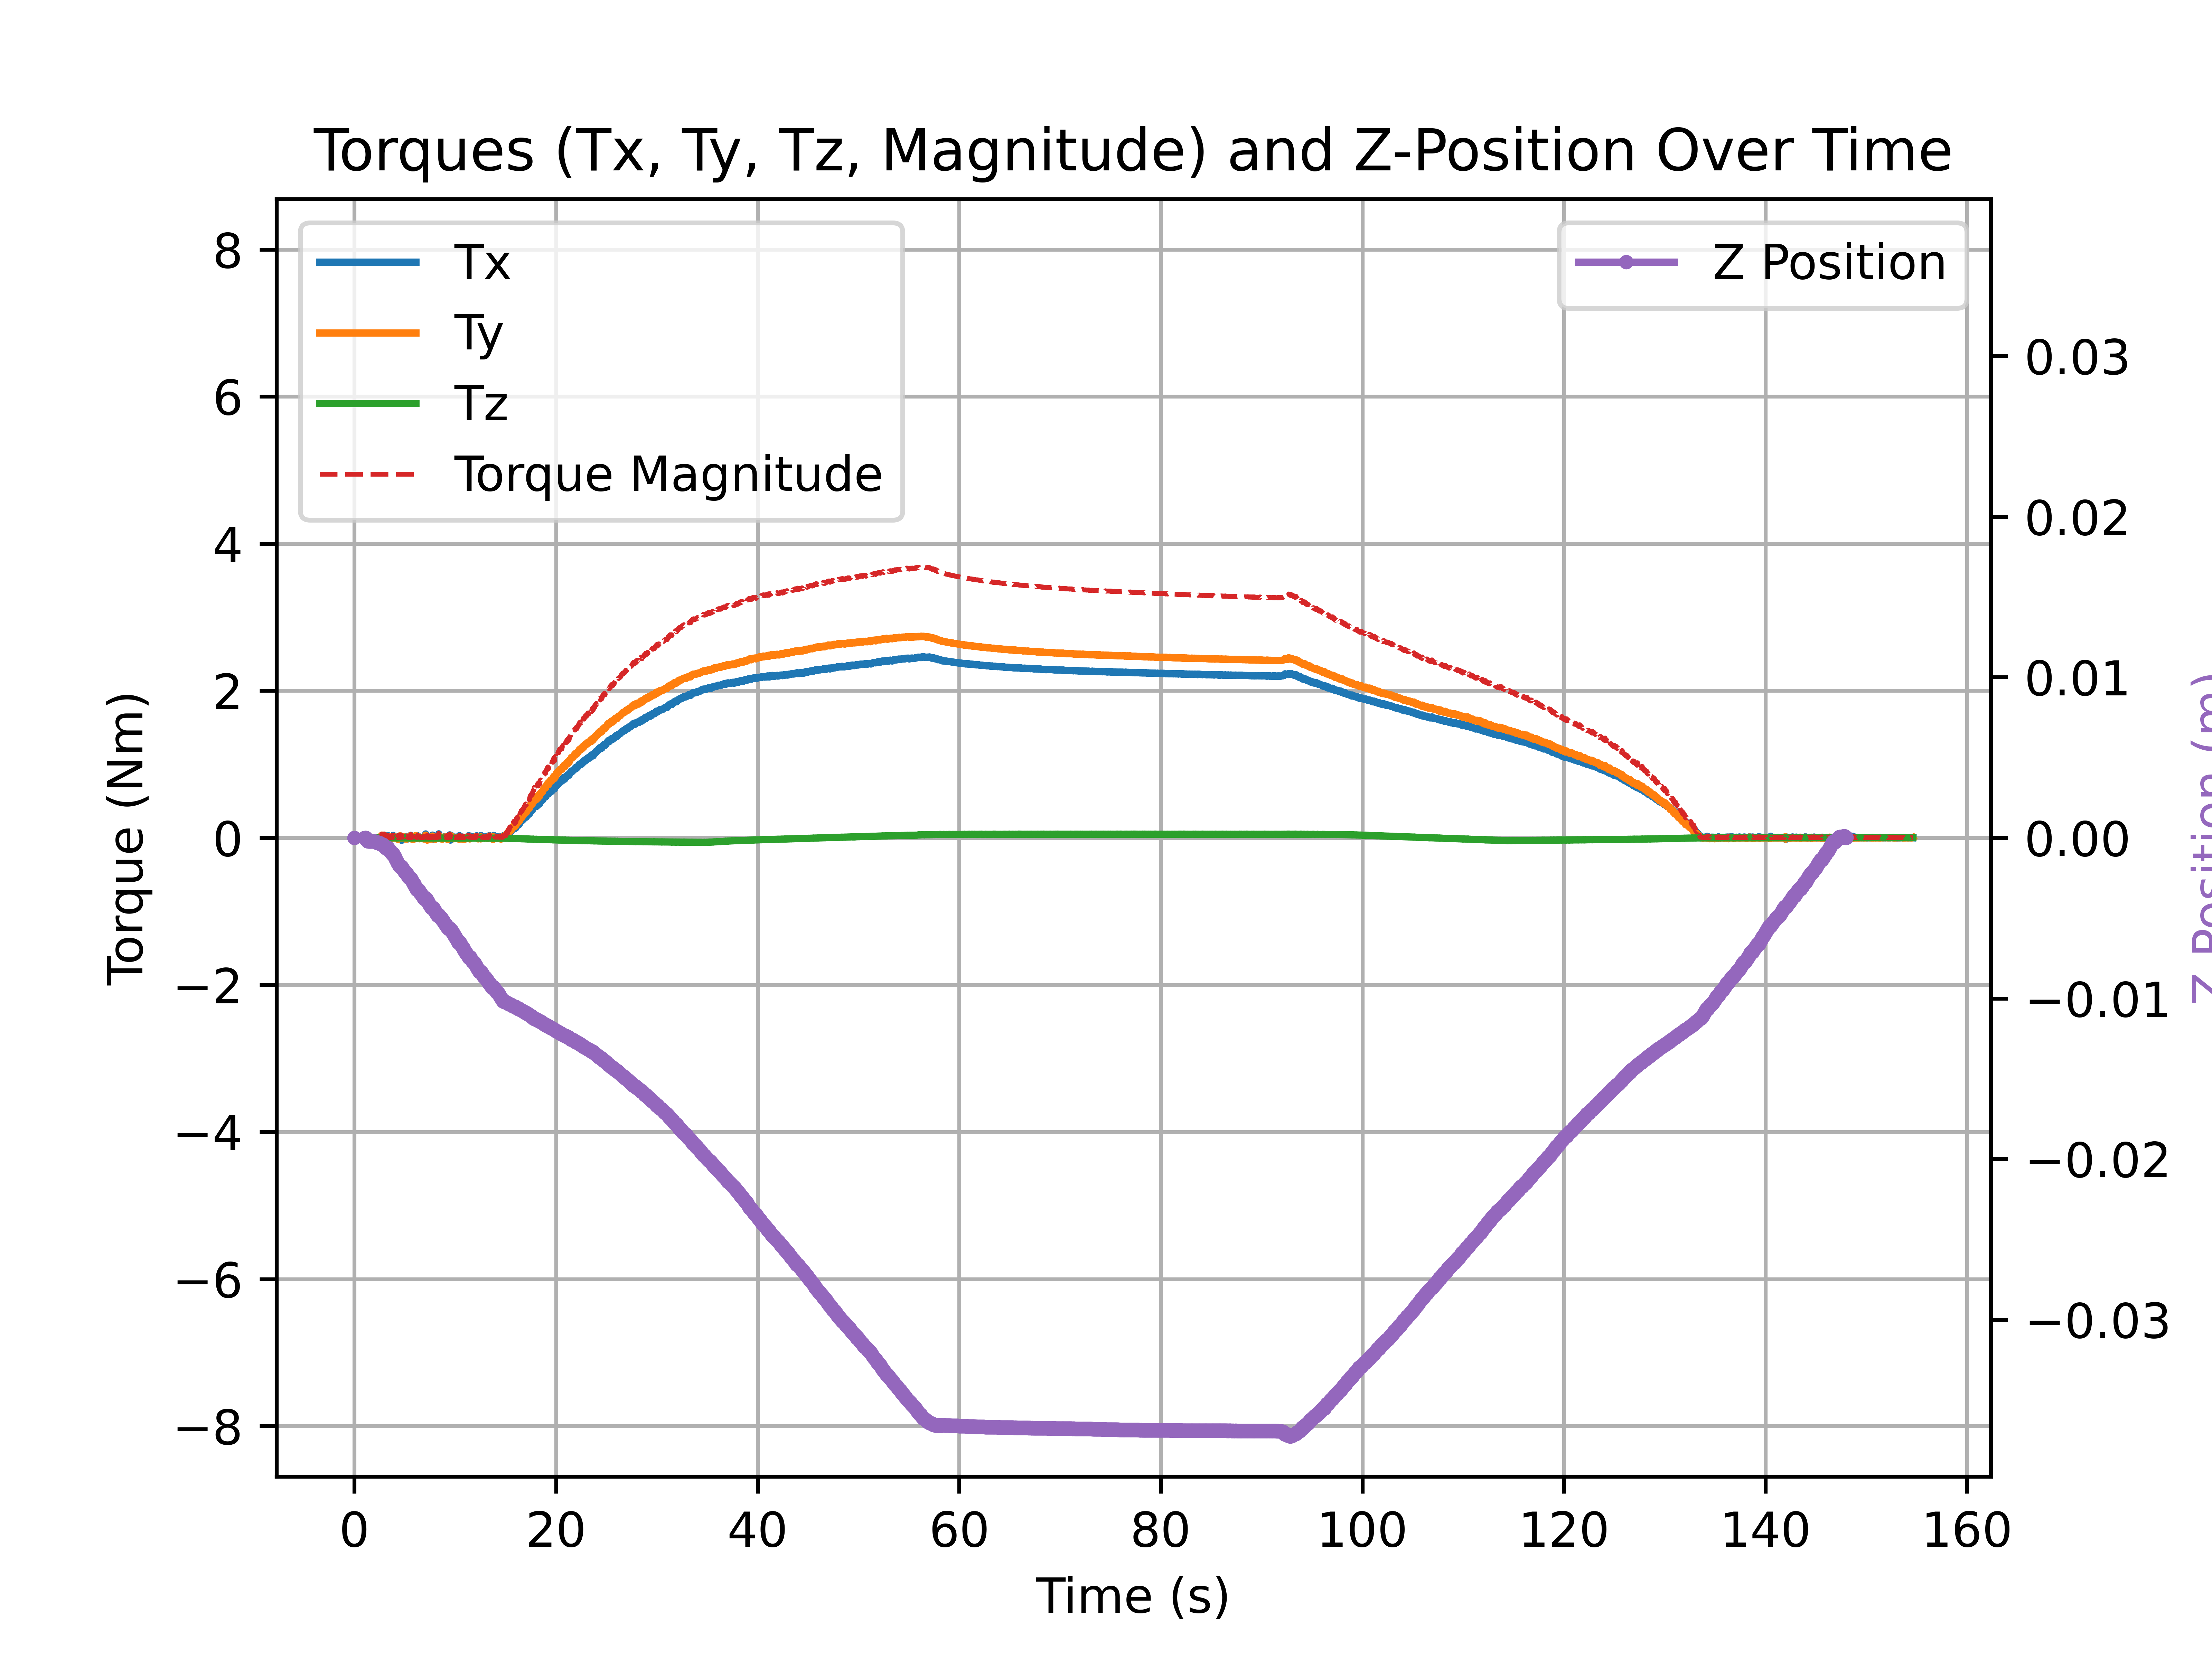 Torques (Tx, Ty, Tz, Magnitude) and Z-Position Over Time
Tx
Ty
Tz
Torque Magnitude
Z Position
Torque (Nm)
8
6
4
2
0
−2
−4
−6
−8
0.03
0.02
0.01
0.00
−0.01
−0.02
−0.03
Z Position (m)
0 20 40 60 80 100 120 140 160
Time (s)